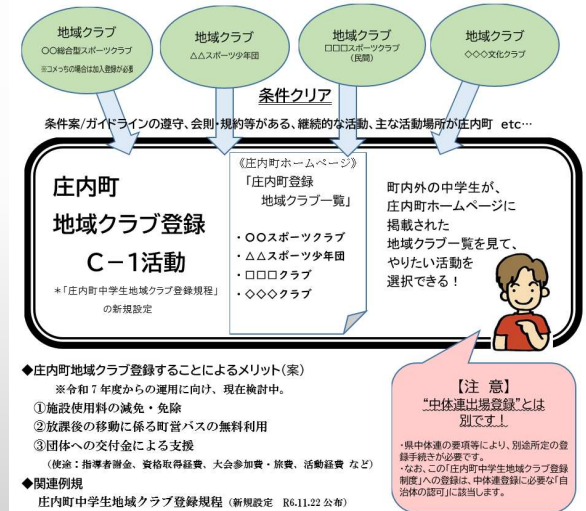 地域クラブ
〇〇総合型スポーツクラブ
※コメっちの場合は加入登録が必要
地域クラブ
△△スポーツ少年団
地域クラブ
□□□スポーツクラブ
(民間)
地域クラブ
◇◇◇文化クラブ
条件クリア
条件案/ガイドラインの遵守、会則・規約等がある、継続的な活動、主な活動場所が庄内町 etc…
庄内町
地域クラブ登録
C－1活動
＊「庄内町中学生地域クラブ登録規程」
の新規設定
《庄内町ホームページ》
「庄内町登録
地域クラブ一覧」
・〇〇スポーツクラブ
・△△スポーツ少年団
・□□□クラブ
・◇◇◇クラブ
町内外の中学生が、
庄内町ホームページに
掲載された
地域クラブ一覧を見て、
やりたい活動を
選択できる！
◆庄内町地域クラブ登録することによるメリット(案)
※令和７年度からの運用に向け、現在検討中。
①施設使用料の減免・免除
②放課後の移動に係る町営バスの無料利用
③団体への交付金による支援
（使途：指導者謝金、資格取得経費、大会参加費・旅費、活動経費 など）
◆関連例規
庄内町中学生地域クラブ登録規程（新規設定 R6.11.22 公布）
【注 意】
“中体連出場登録”とは
別です！
・県中体連の要項等により、別途所定の登
録手続きが必要です。
・なお、この「庄内町中学生地域クラブ登録
制度」への登録は、中体連登録に必要な「自
治体の認可」に該当します。